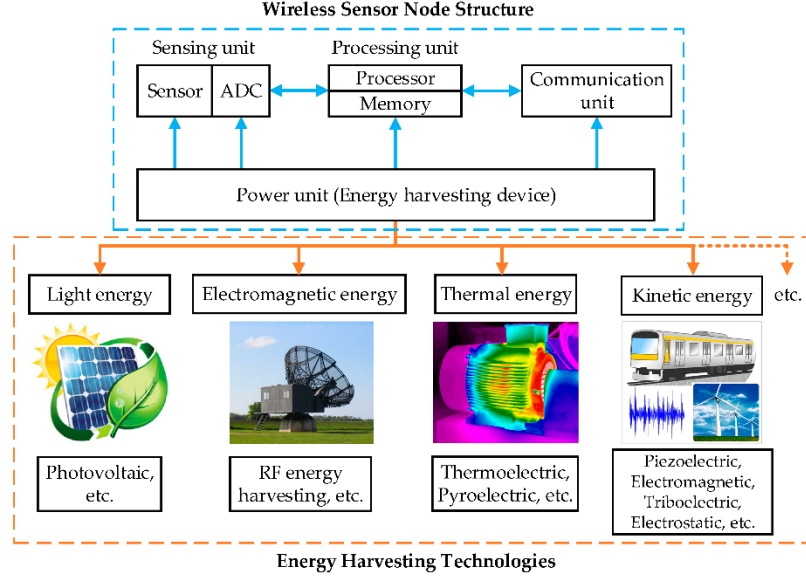 Wireless Sensor Node Structure
Sensing unit
Processing unit
Sensor
ADC
Processor
Memory
Communication
unit
Power unit (Energy harvesting device)
Light energy
Electromagnetic energy
Thermal energy
Kinetic energy
etc.
Photovoltaic,
etc.
RF energy
harvesting, etc.
Thermoelectric,
Pyroelectric, etc.
Piezoelectric,
Electromagnetic,
Triboelectric,
Electrostatic, etc.
Energy Harvesting Technologies